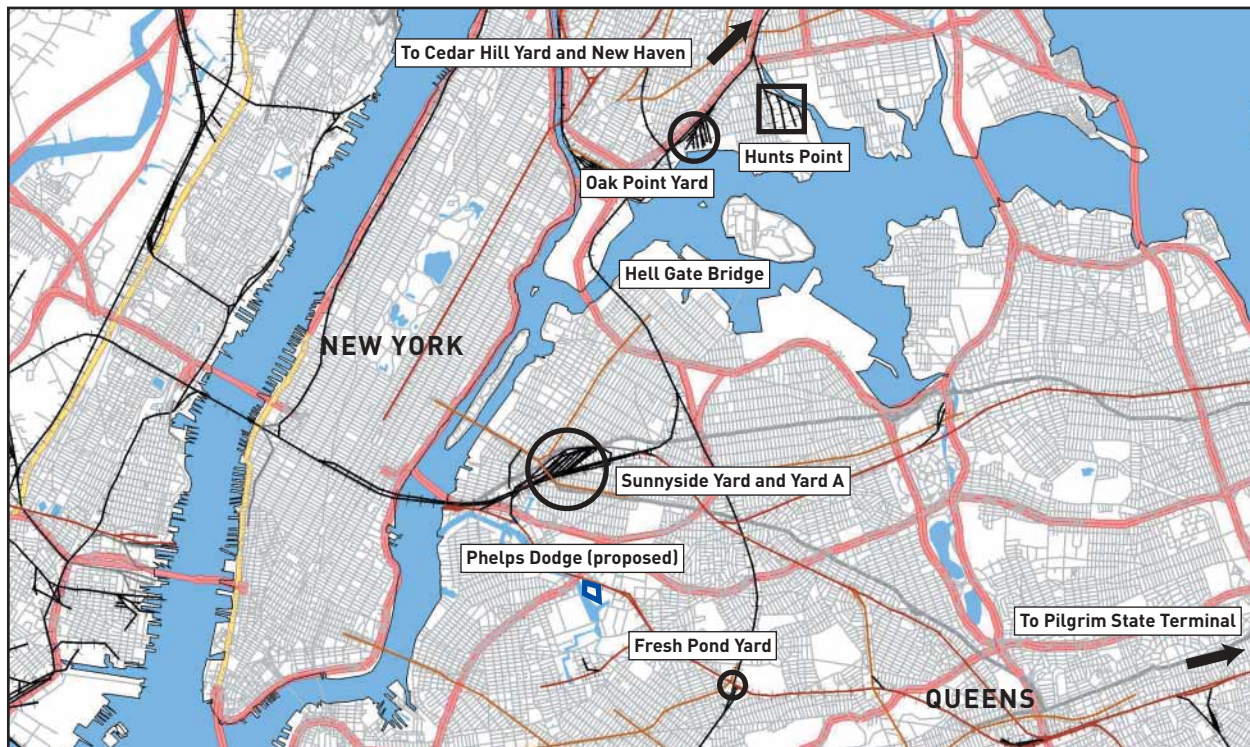 To Cedar Hill Yard and New Haven
Hunts Point
Oak Point Yard
Hell Gate Bridge
NEW YORK
Sunnyside Yard and Yard A
Phelps Dodge (proposed)
To Pilgrim State Terminal
Fresh Pond Yard
QUEENS